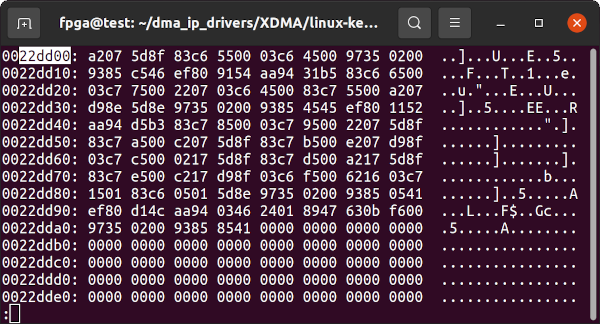 fpga@test: ~/dma_ip_drivers/XDMA/linux-ke...
0022dd00: a207 5d8f 83c6 5500 03c6 4500 9735 0200  ..]...U...E..5..
0022dd10: 9385 c546 ef80 9154 aa94 31b5 83c6 6500  ...F...T..1...e.
0022dd20: 03c7 7500 2207 03c6 4500 83c7 5500 a207  ..u."...E...U...
0022dd30: d98e 5d8e 9735 0200 9385 4545 ef80 1152  ..]..5....EE...R
0022dd40: aa94 d5b3 83c7 8500 03c7 9500 2207 5d8f  ............".].
0022dd50: 83c7 a500 c207 5d8f 83c7 b500 e207 d98f  ......].........
0022dd60: 03c7 c500 0217 5d8f 83c7 d500 a217 5d8f  ......].......].
0022dd70: 83c7 e500 c217 d98f 03c6 f500 6216 03c7  ............b...
0022dd80: 1501 83c6 0501 5d8e 9735 0200 9385 0541  ......]..5.....A
0022dd90: ef80 d14c aa94 0346 2401 8947 630b f600  ...L...F$..Gc...
0022dda0: 9735 0200 9385 8541 0000 0000 0000 0000  .5.....A........
0022ddb0: 0000 0000 0000 0000 0000 0000 0000 0000  ................
0022ddc0: 0000 0000 0000 0000 0000 0000 0000 0000  ................
0022ddd0: 0000 0000 0000 0000 0000 0000 0000 0000  ................
0022dde0: 0000 0000 0000 0000 0000 0000 0000 0000  ................
: